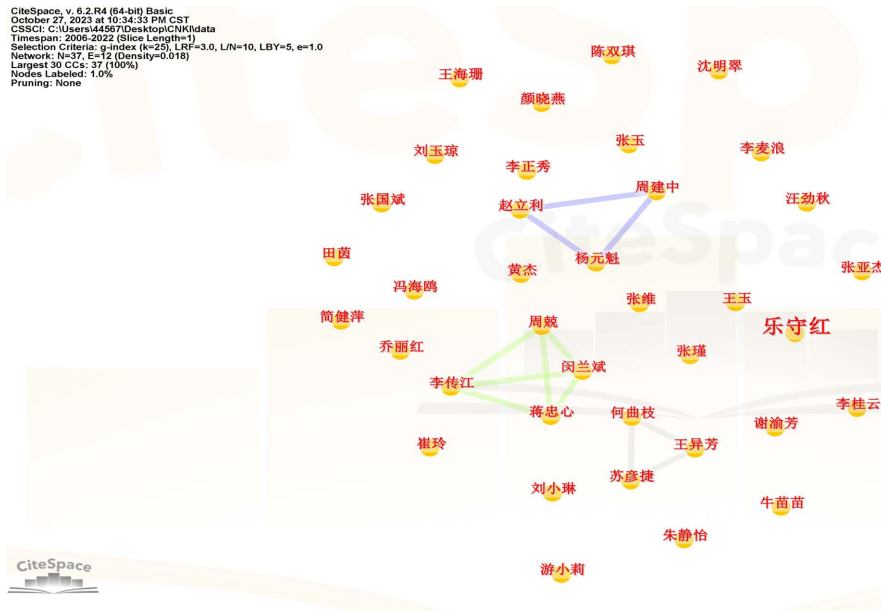 CiteSpace, v. 6.2.R4 (64-bit) Basic
October 27, 2023 at 10:34:33 PM CST
CSSCI: C:\Users\44567\Desktop\CNKI\data
Timespan: 2006-2022 (Slice Length=1)
Selection Criteria: g-index (k=25), LRF=3.0, L/N=10, LBY=5, e=1.0
Network: N=37, E=12 (Density=0.018)
Largest 30 CCs: 37 (100%)
Nodes Labeled: 1.0%
Pruning: None
陈双琪
沈明翠
王海珊
颜晓燕
张玉
李麦浪
刘玉琼
李正秀
周建中
张国斌
赵立利
汪劲秋
田茵
杨元魁
黄杰
张亚杰
冯海鸥
张维
王玉
简健萍
周兢
乐守红
乔丽红
张瑾
闵兰斌
李传江
蒋忠心
何曲枝
李桂云
谢渝芳
崔玲
王异芳
苏彦捷
刘小琳
牛苗苗
朱静怡
游小莉
CiteSpace
CiteSpace